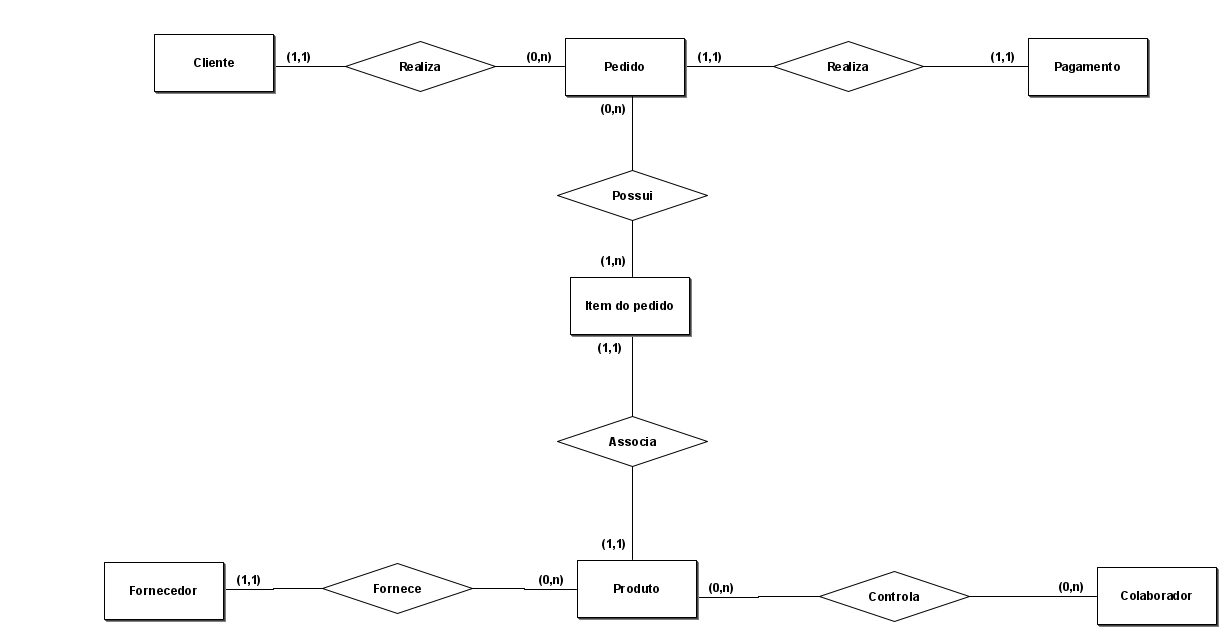 Cliente
(1,1)
Realiza
(0,n)
Pedido
(1,1)
Realiza
(1,1)
Pagamento
(0,n)
Possui
(1,n)
Item do pedido
(1,1)
Associa
(1,1)
Fornecedor
(1,1)
Fornece
(0,n)
Produto
(0,n)
Controla
(0,n)
Colaborador